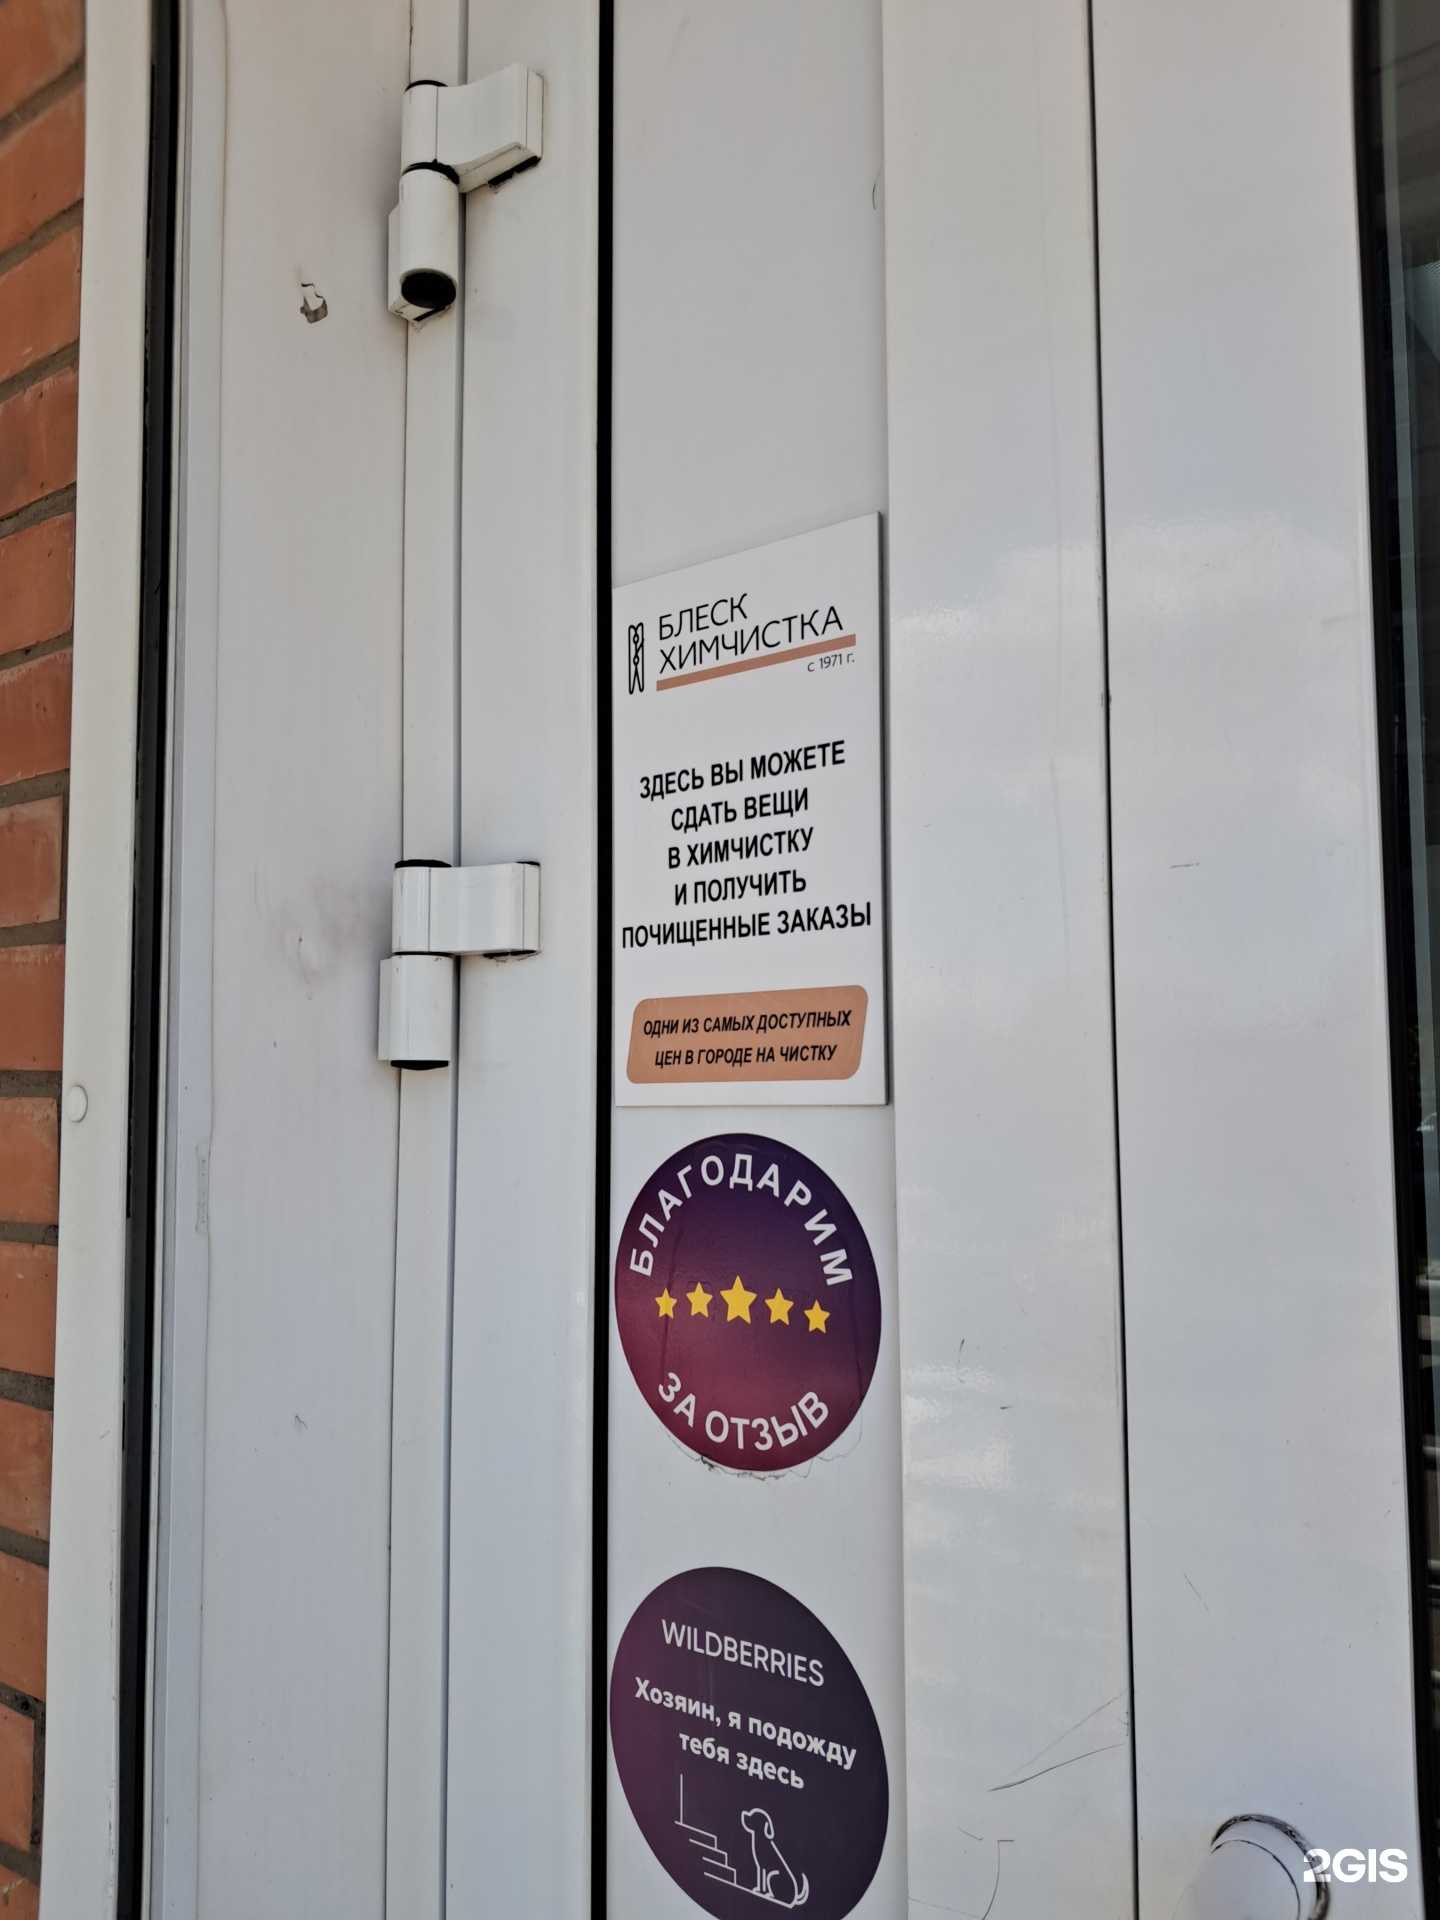 БЛЕСК
ХИМЧИСТКА
с 1971 г.
ЗДЕСЬ ВЫ МОЖЕТЕ
СДАТЬ ВЕЩИ
В ХИМЧИСТКУ
И ПОЛУЧИТЬ
ПОЧИЩЕННЫЕ ЗАКАЗЫ
ОДНИ ИЗ САМЫХ ДОСТУПНЫХ
ЦЕН В ГОРОДЕ НА ЧИСТКУ
БЛАГОДАРИМ
ЗА ОТЗЫВ
WILDBERRIES
Хозяин, я подожду
тебя здесь
2GIS